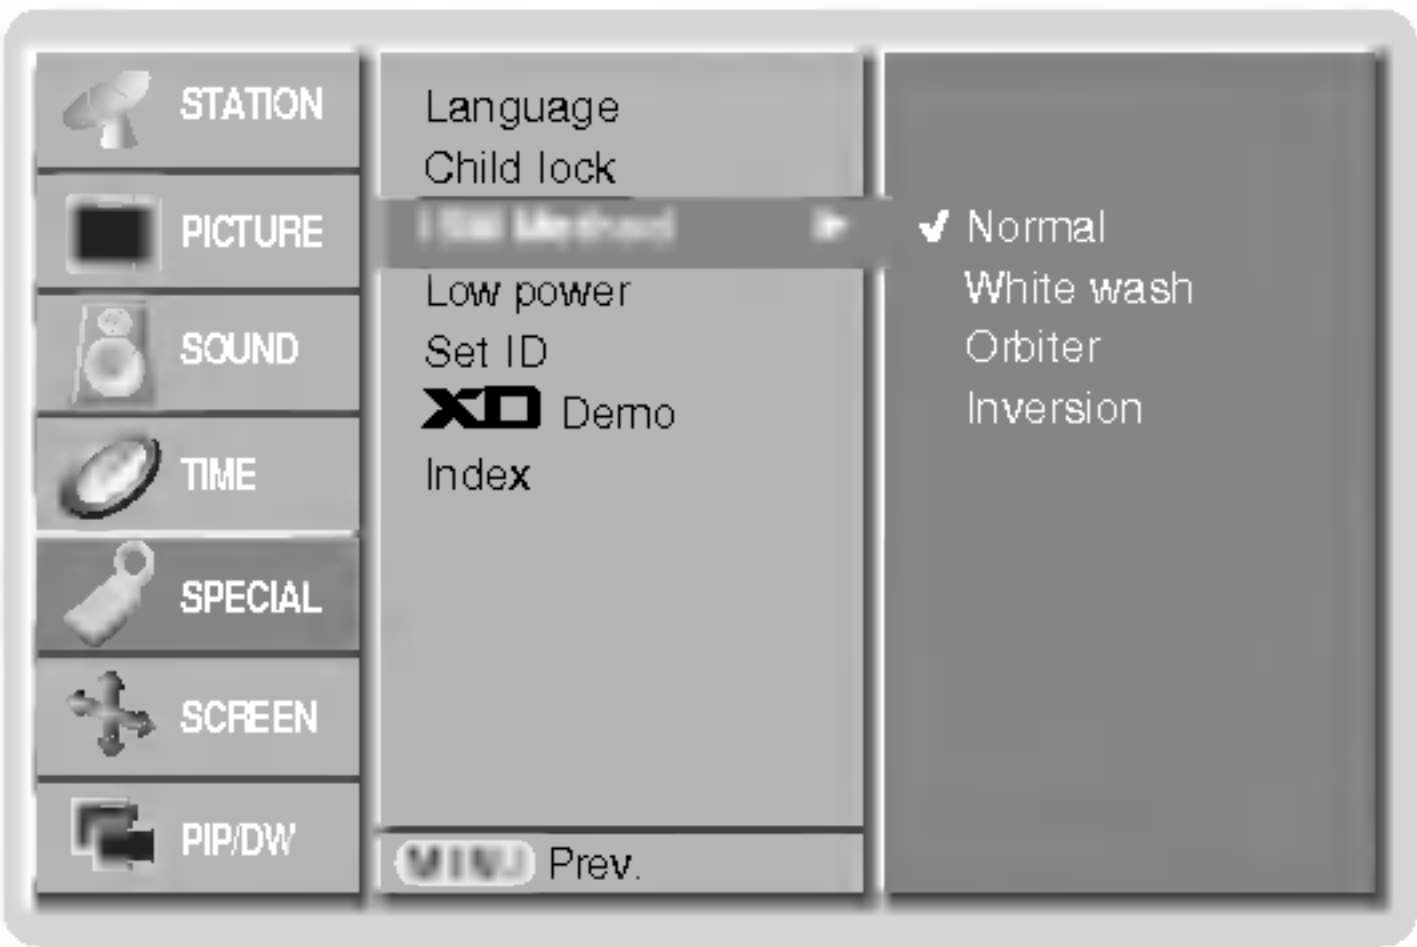 STATION
PICTURE
SOUND
TIME
SPECIAL
SCREEN
PIP/DW
Language
Child lock
Method
Low power
Set ID
XD Demo
Index
Prev.
Normal
White wash
Orbiter
Inversion